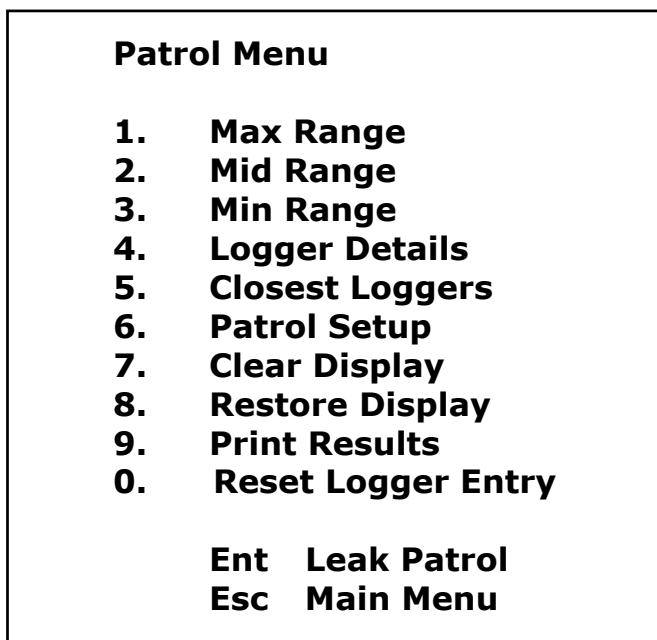 Patrol Menu
1. Max Range
2. Mid Range
3. Min Range
4. Logger Details
5. Closest Loggers
6. Patrol Setup
7. Clear Display
8. Restore Display
9. Print Results
0. Reset Logger Entry
Ent Leak Patrol
Esc Main Menu